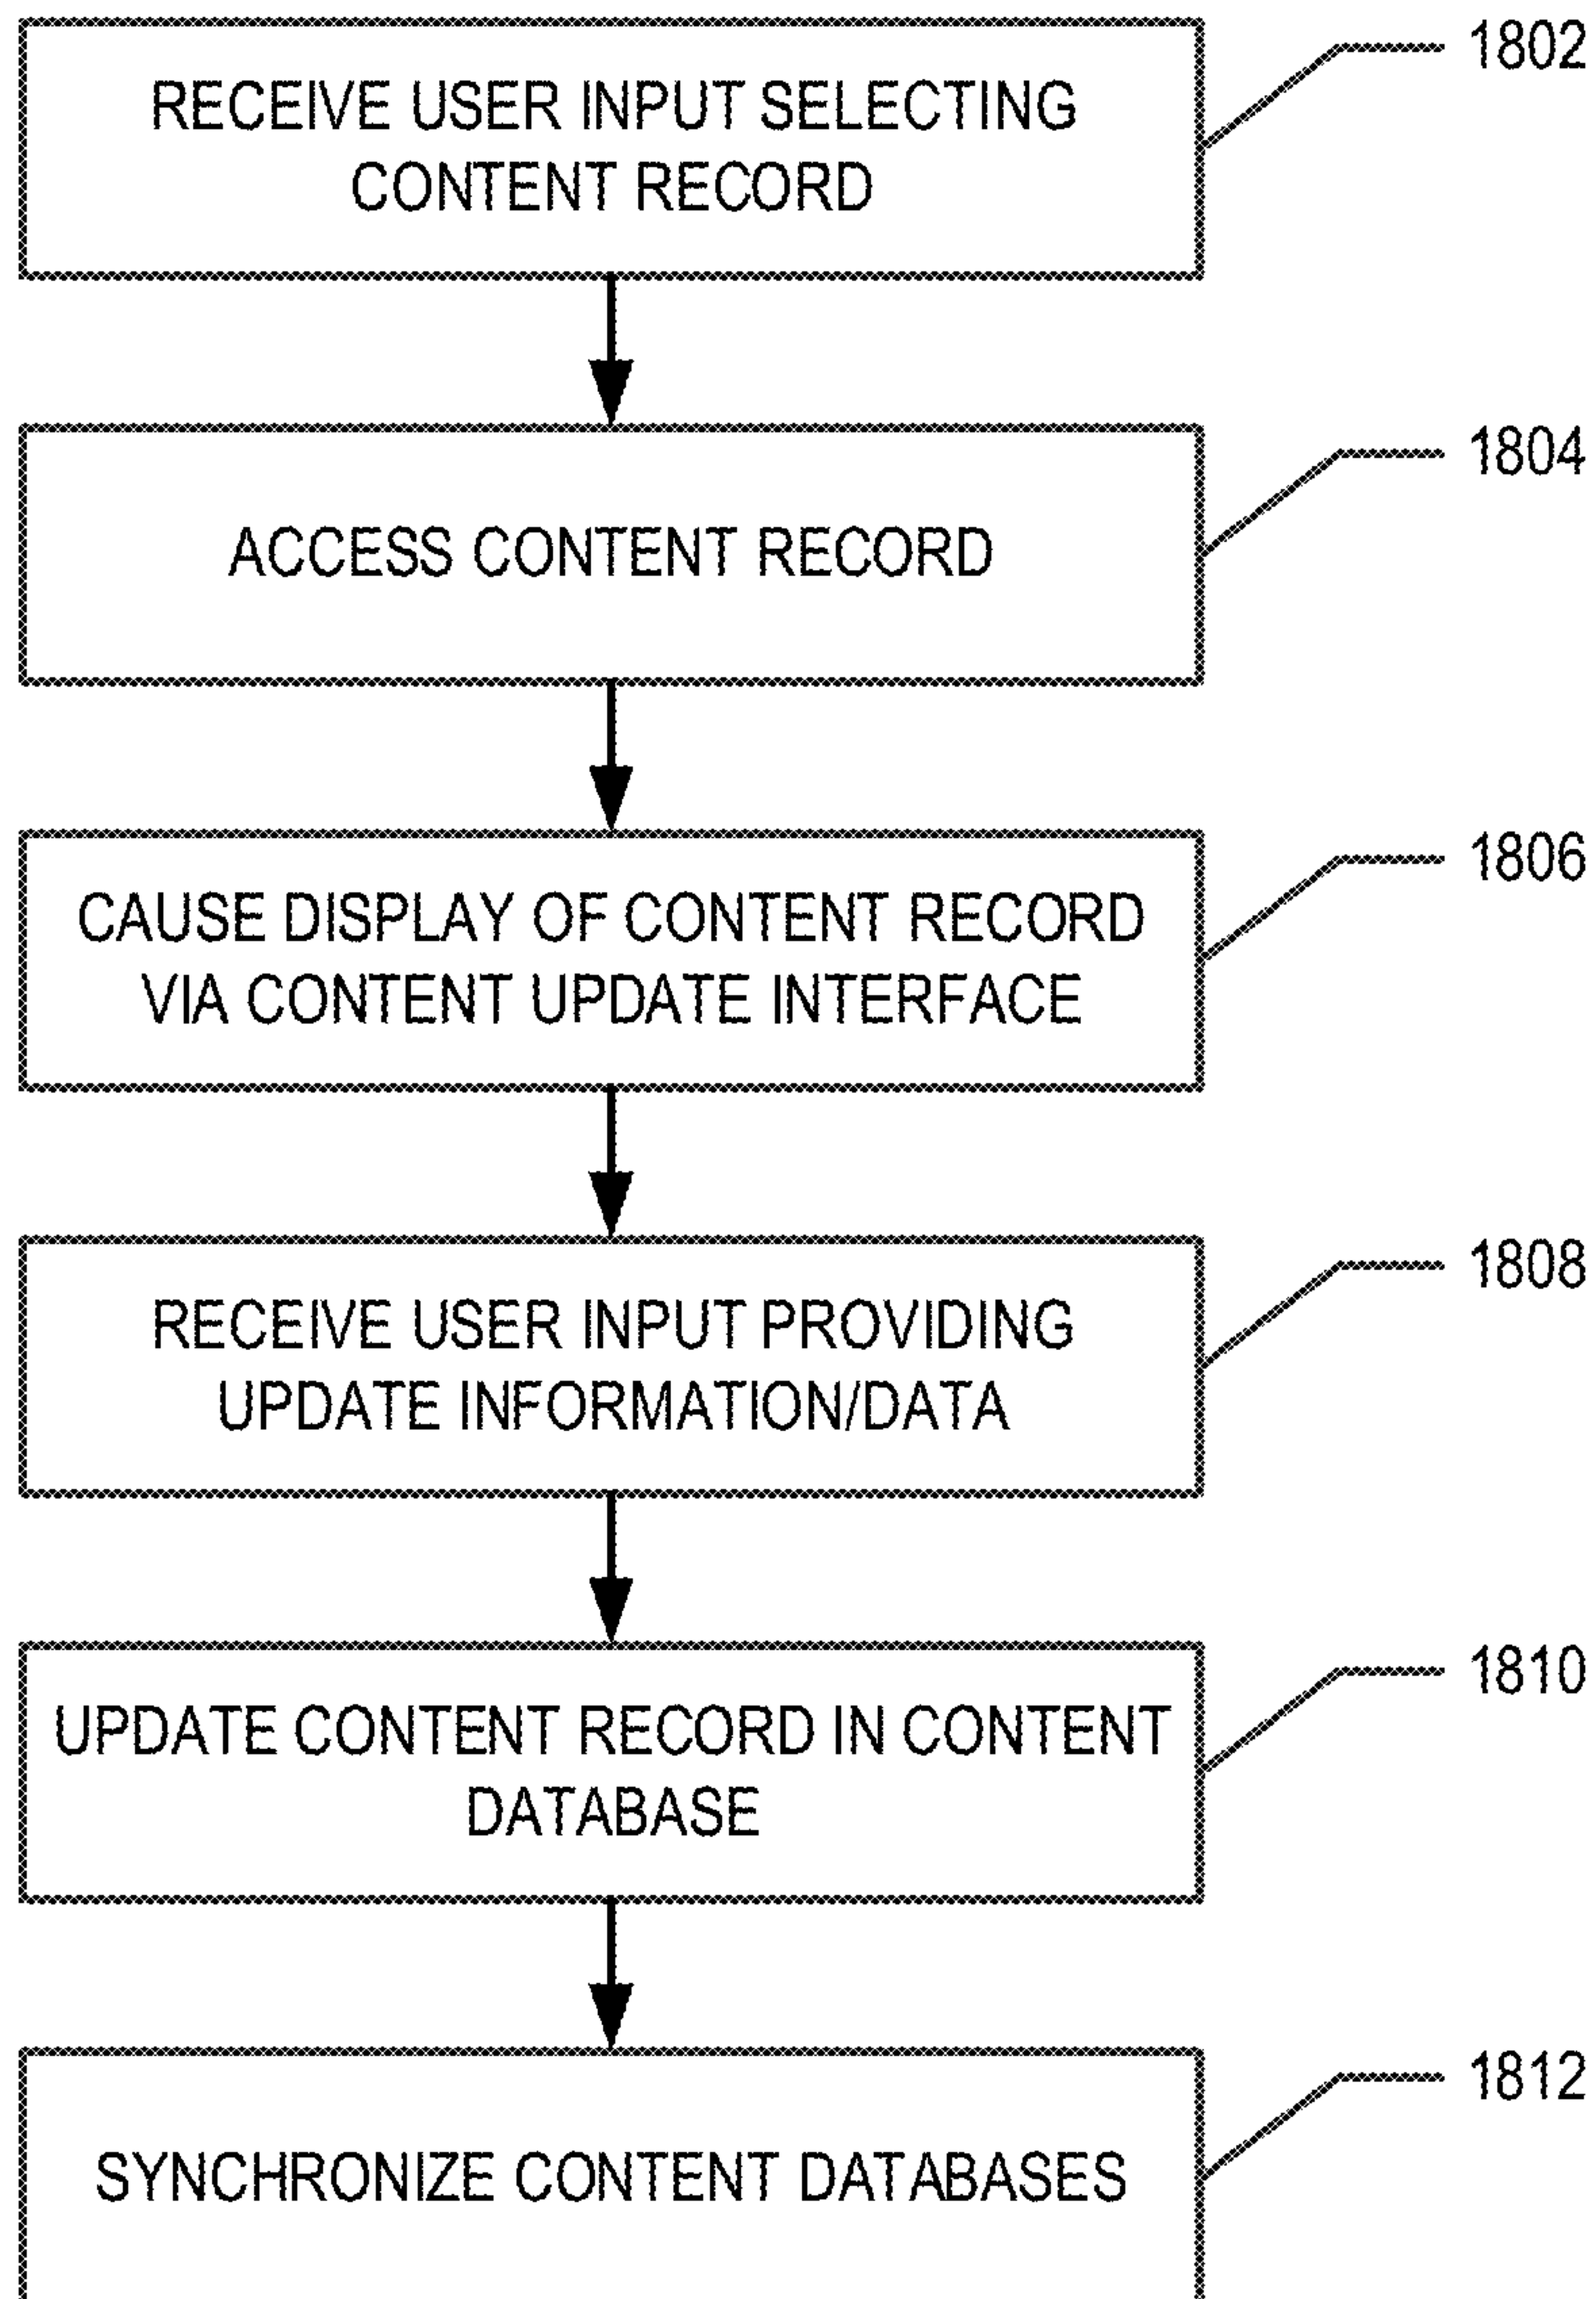 1802
RECEIVE USER INPUT SELECTING
CONTENT RECORD
1804
ACCESS CONTENT RECORD
1806
CAUSE DISPLAY OF CONTENT RECORD
VIA CONTENT UPDATE INTERFACE
1808
RECEIVE USER INPUT PROVIDING
UPDATE INFORMATION/DATA
1810
UPDATE CONTENT RECORD IN CONTENT
DATABASE
1812
SYNCHRONIZE CONTENT DATABASES